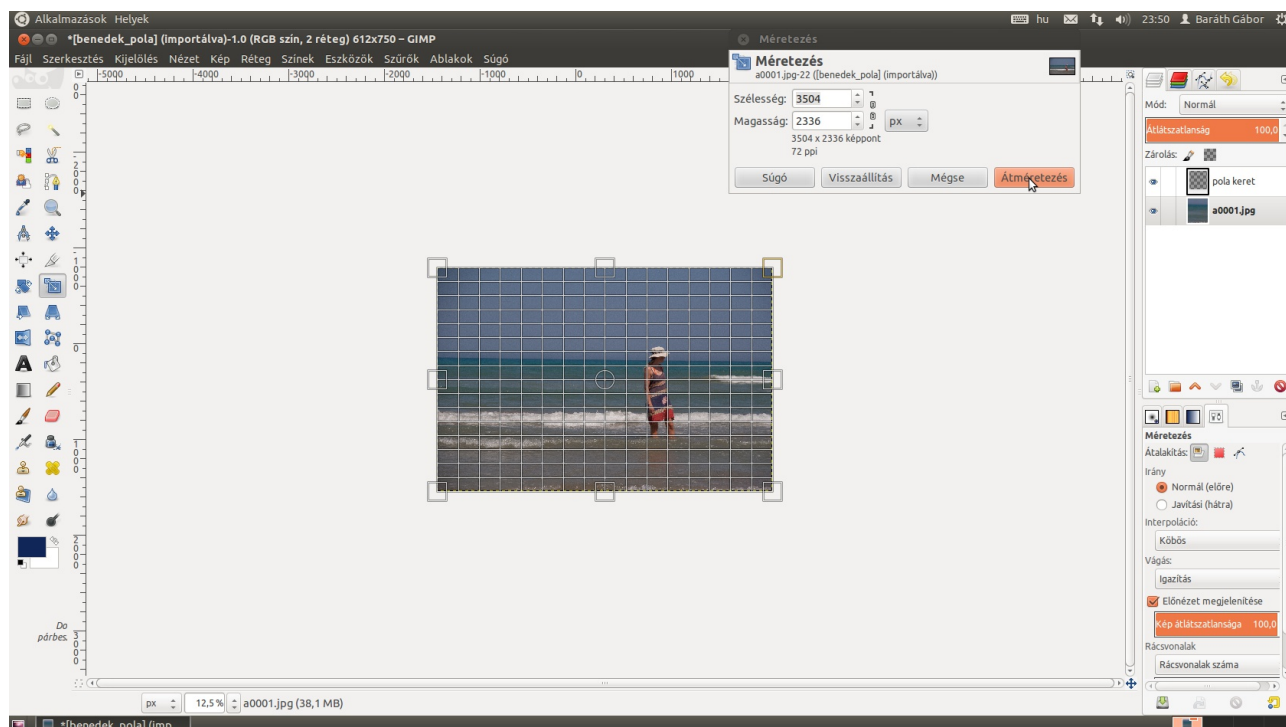 Alkalmazások Helyek
hu
23:50
Baráth Gábor
*[benedek_pola] (importálva)-1.0 (RGB szín, 2 réteg) 612x750 – GIMP
Fájl Szerkesztés Kijelölés Nézet Kép Réteg Színek Eszközök Szűrők Ablakok Súgó
-5000 -4000 -3000 -2000 -1000 0 1000
Méretezés
Méretezés
a0001.jpg-22 ([benedek_pola] (importálva))
Szélesség: 3504
Magasság: 2336 px
3504 x 2336 képpont
72 ppi
Súgó Visszaállítás Mégse Átméretezés
Mód: Normál
Átlátszatlanság 100,0
Zárolás:
pola keret
a0001.jpg
Méretezés
Átalakítás:
Irány
Normál (előre)
Javítási (hátra)
Interpoláció:
Köbös
Vágás:
Igazítás
Előnézet megjelenítése
Kép átlátszatlansága 100,0
Rácsvonalak
Rácsvonalak száma
Do
párbes
px 12,5 % a0001.jpg (38,1 MB)
*[benedek_pola] (imp...